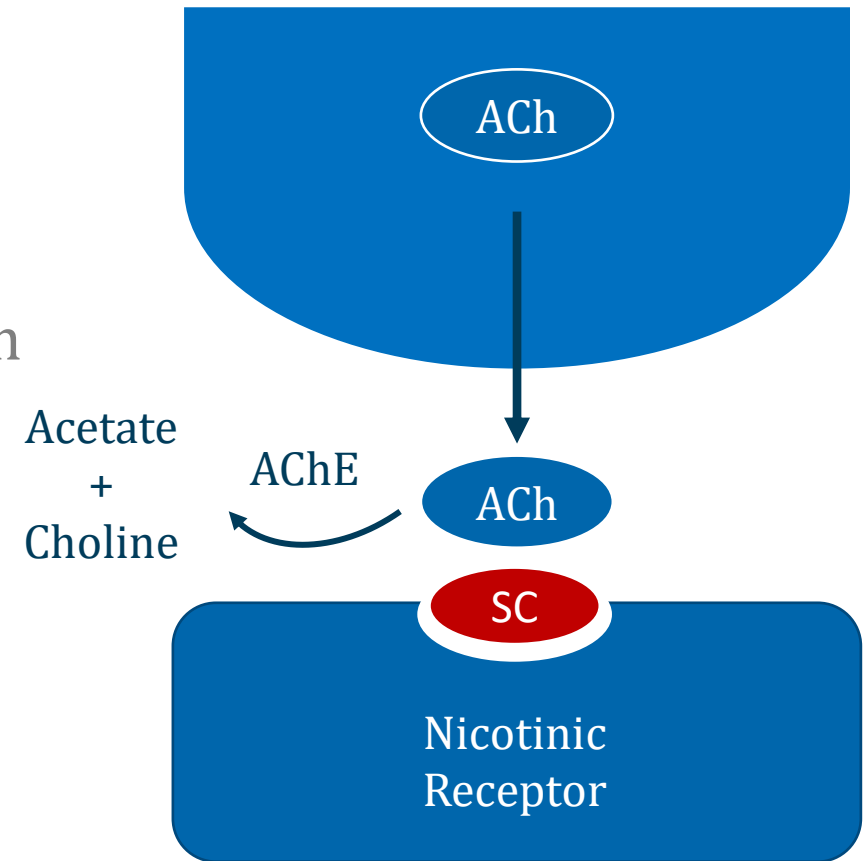 ACh
Acetate
+
Choline
AChE
ACh
SC
Nicotinic
Receptor